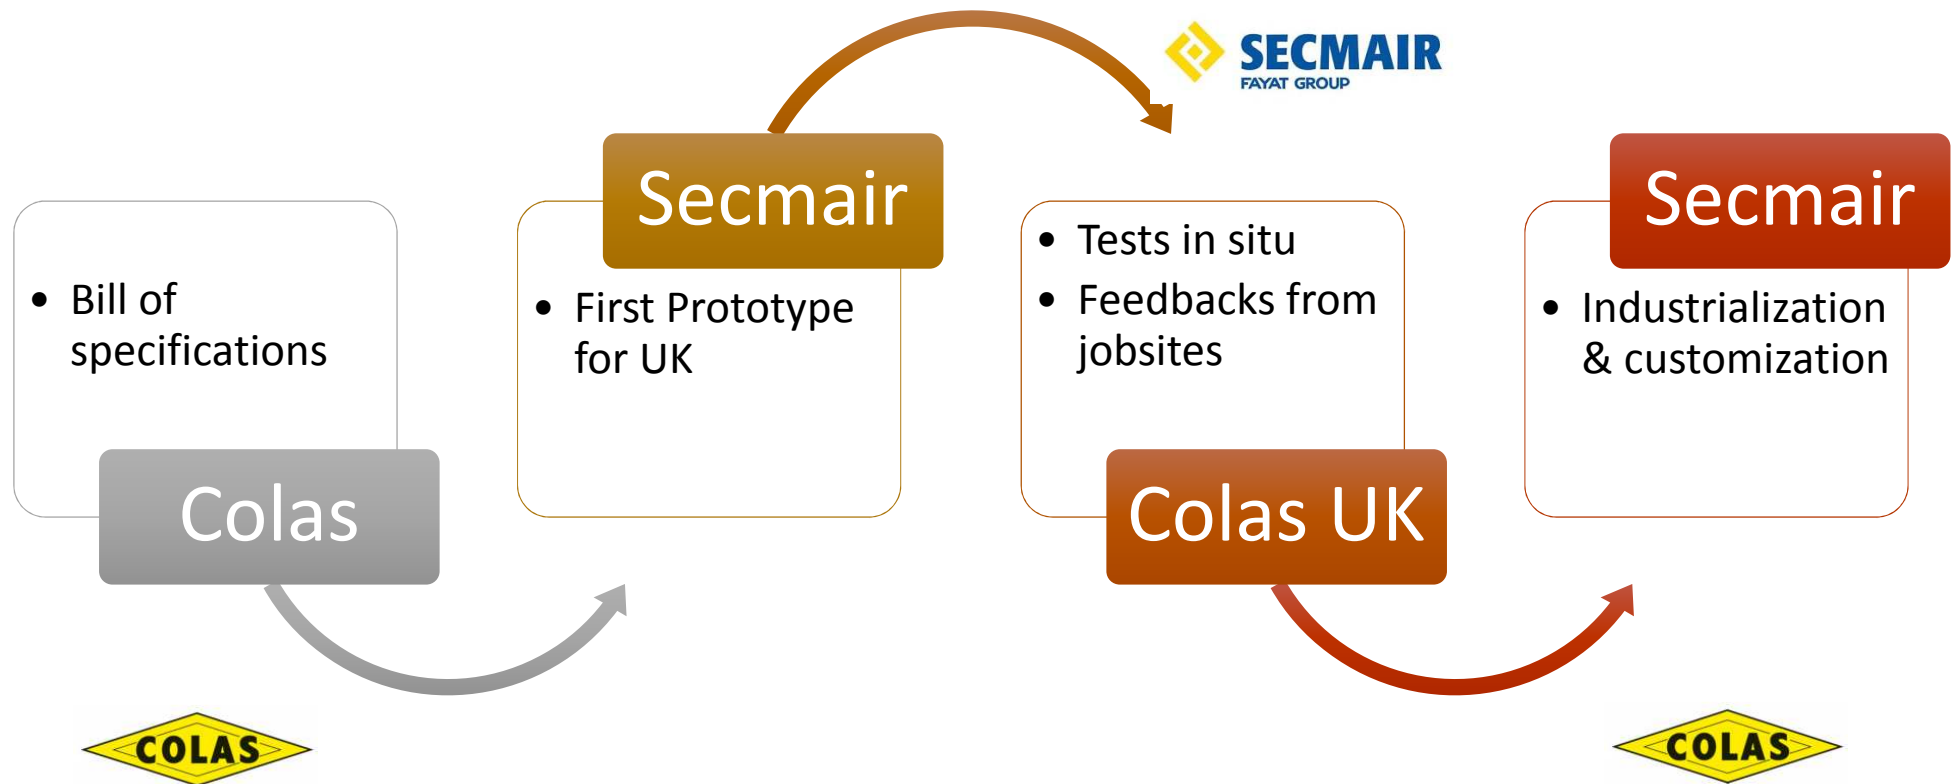 SECMAIR
FAYAT GROUP
• Bill of
specifications
Colas
Secmair
• First Prototype
for UK
• Tests in situ
• Feedbacks from
jobsites
Colas UK
Secmair
• Industrialization
& customization
COLAS
COLAS